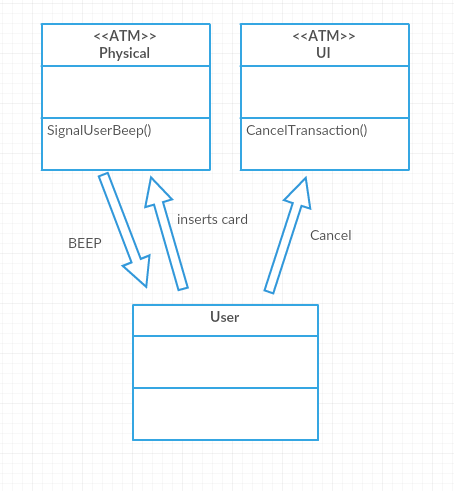 <<ATM>>
Physical
SignalUserBeep()
<<ATM>>
UI
CancelTransaction()
BEEP
inserts card
Cancel
User